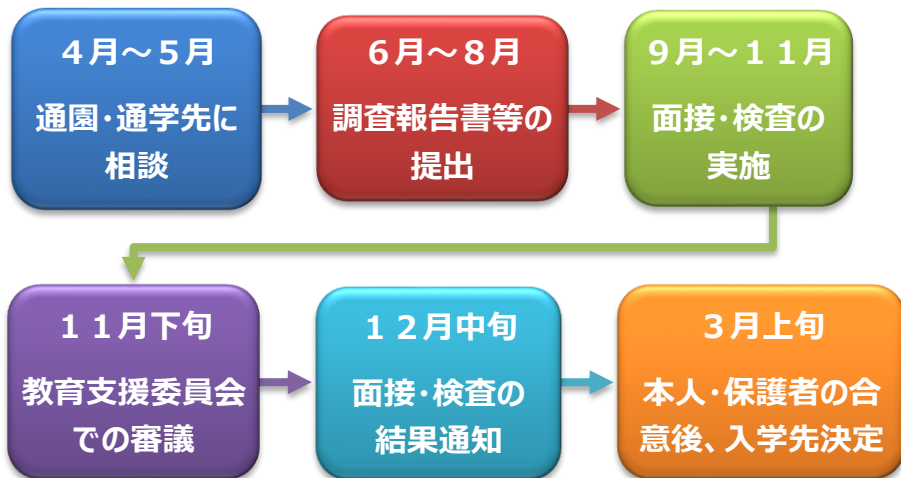 ４月～５月
通園・通学先に
相談
６月～８月
調査報告書等の
提出
９月～１１月
面接・検査の
実施
１１月下旬
教育支援委員会
での審議
１２月中旬
面接・検査の
結果通知
３月上旬
本人・保護者の合
意後、入学先決定